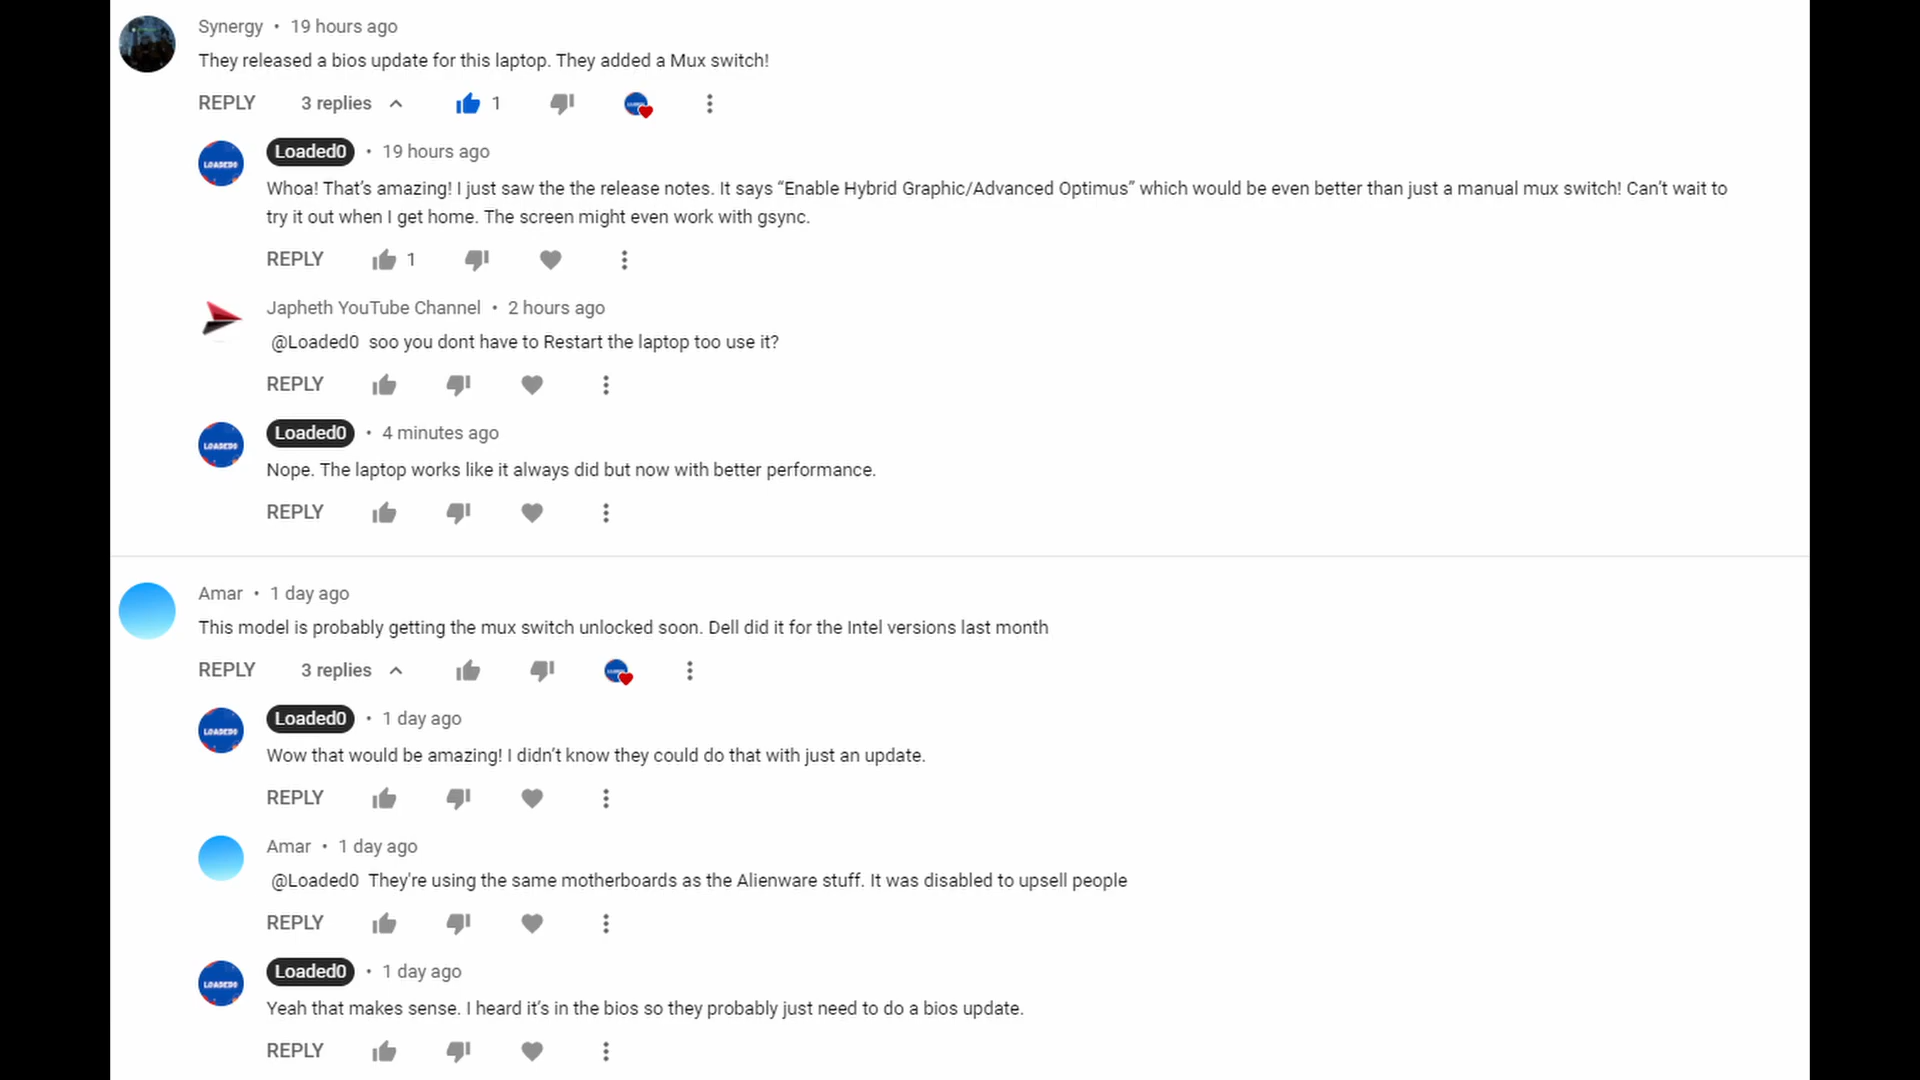 Synergy • 19 hours ago
They released a bios update for this laptop. They added a Mux switch!
REPLY 3 replies 1
LOADED0
Loaded0 • 19 hours ago
Whoa! That’s amazing! I just saw the the release notes. It says “Enable Hybrid Graphic/Advanced Optimus” which would be even better than just a manual mux switch! Can’t wait to
try it out when I get home. The screen might even work with gsync.
REPLY 1
Japheth YouTube Channel • 2 hours ago
@Loaded0 soo you dont have to Restart the laptop too use it?
REPLY
LOADED0
Loaded0 • 4 minutes ago
Nope. The laptop works like it always did but now with better performance.
REPLY
Amar • 1 day ago
This model is probably getting the mux switch unlocked soon. Dell did it for the Intel versions last month
REPLY 3 replies
LOADED0
Loaded0 • 1 day ago
Wow that would be amazing! I didn’t know they could do that with just an update.
REPLY
Amar • 1 day ago
@Loaded0 They're using the same motherboards as the Alienware stuff. It was disabled to upsell people
REPLY
LOADED0
Loaded0 • 1 day ago
Yeah that makes sense. I heard it’s in the bios so they probably just need to do a bios update.
REPLY